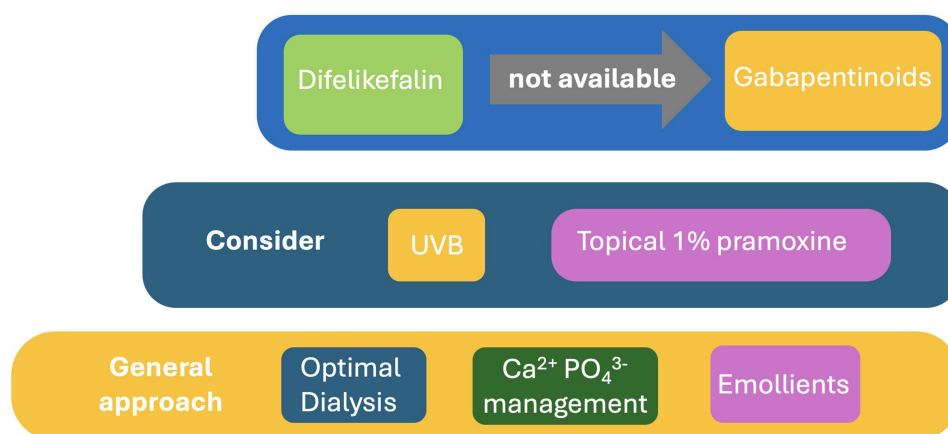 Difelikefalin
not available
Gabapentinoids
Consider
UVB
Topical 1% pramoxine
General
approach
Optimal
Dialysis
Ca²⁺ PO₄³⁻
management
Emollients